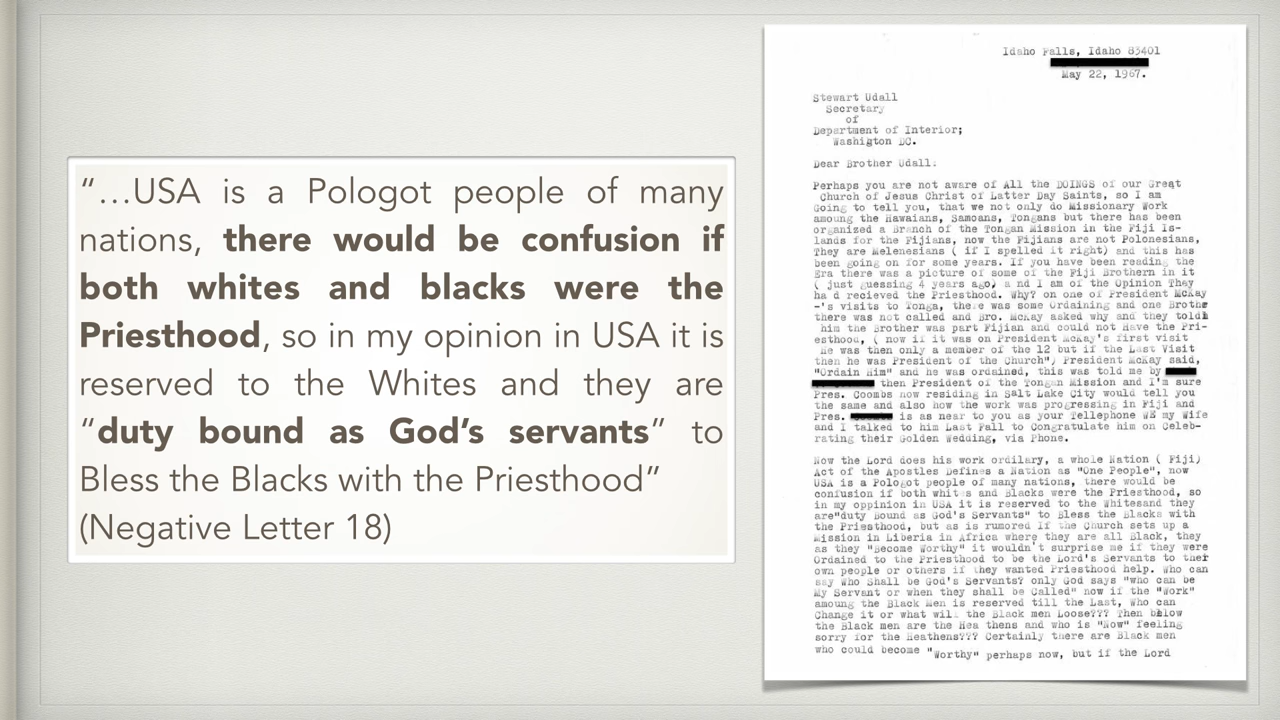 “…USA is a Pologot people of many
nations, there would be confusion if
both whites and blacks were the
Priesthood, so in my opinion in USA it is
reserved to the Whites and they are
“duty bound as God’s servants” to
Bless the Blacks with the Priesthood”
(Negative Letter 18)
Idaho Falls, Idaho 83401
May 22, 1967.
Stewart Udall
Secretary
of
Department of Interior;
Washigton DC.
Dear Brother Udall:
Perhaps you are not aware of All the DOINGS of our Great
Church of Jesus Christ of Latter Day Saints, so I am
Going to tell you, that we not only do Missionary Work
amoung the Hawaians, Samoans, Tongans but there has been
organized a Branch of the Tongan Mission in the Fiji Is-
lands for the Fijians, now the Fijians are not Polonesians,
They are Melenesians ( if I spelled it right) and this has
been going on for some years. If you have been reading the
Era there was a picture of some of the Fiji Brothern in it
( just guessing 4 years ago) a nd I am of the Opinion They
ha d recieved the Priesthood. Why? on one of President McKay
-'s visits to Tonga, there was some Ordaining and one Brothe
there was not called and Bro. McKay asked why and they told
him the Brother was part Fijian and could not Have the Pri-
esthood, ( now if it was on President McKay's first visit
He was then only a member of the 12 but if the Last Visit
then he was President of the Church") President McKay said,
"Ordain Him" and he was ordained, this was told me by
then President of the Tongan Mission and I'm sure
Pres. Coombs now residing in Salt Lake City would tell you
the same and also how the work was progressing in Fiji and
Pres. is as near to you as your Telephone WE my Wife
and I talked to him Last Fall to Congratulate him on Celeb-
rating their Golden Wedding, via Phone.
Now the Lord does his work ordilary, a whole Nation ( Fiji)
Act of the Apostles Defines a Nation as "One People", now
USA is a Pologot people of many nations, there would be
confusion if both whites and Blacks were the Priesthood, so
in my oppinion in USA it is reserved to the Whitesand they
are"duty Bound as God's Servants" to Bless the Blacks with
the Priesthood, but as is rumored If the Church sets up a
Mission in Liberia in Africa where they are all Black, they
as they "Become Worthy" it wouldn't surprise me if they were
Ordained to the Priesthood to be the Lord's Servants to their
own people or others if they wanted Priesthood help. Who can
say Who Shall be God's Servants? only God says "who can be
My Servant or when they shall be Called" now if the "Work"
amoung the Black Men is reserved till the Last, Who can
Change it or what will the Black men Loose??? Then below
the Black men are the Hea thens and who is "Now" feeling
sorry for the Heathens??? Certainly there are Black men
who could become "Worthy" perhaps now, but if the Lord